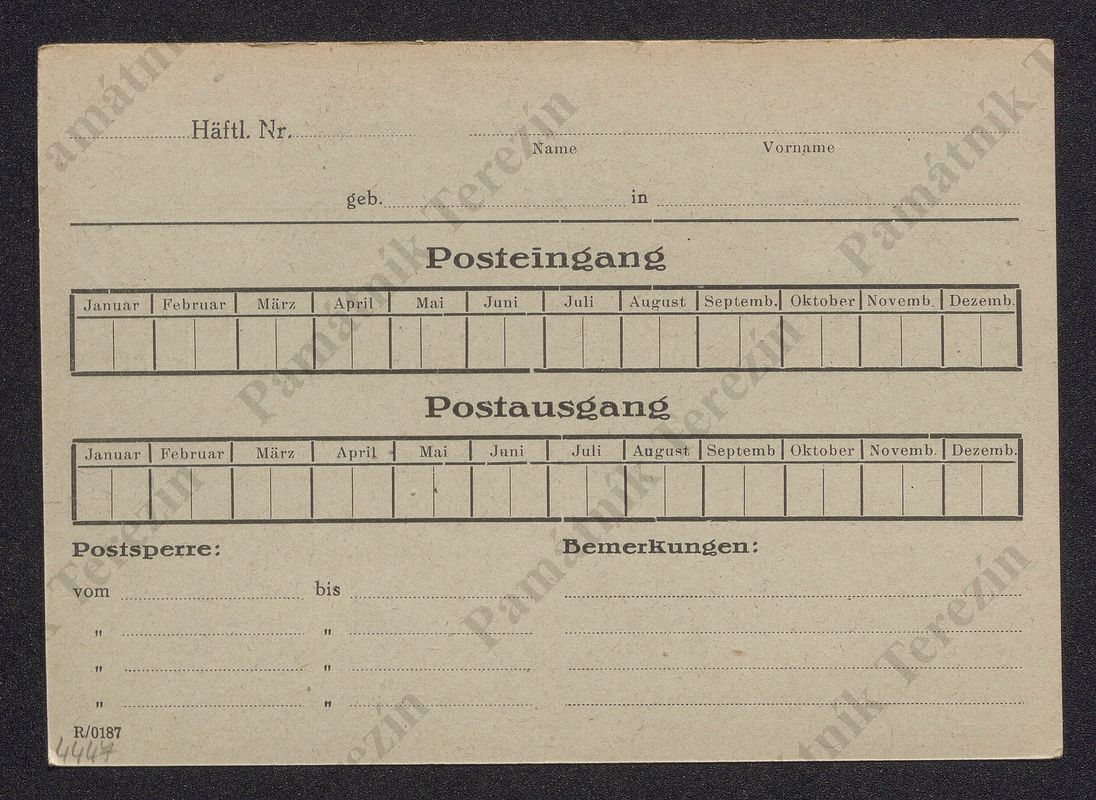 Häftl. Nr.
Name Vorname
geb. in
Posteingang
Januar Februar März April Mai Juni Juli August Septemb. Oktober Novemb. Dezemb.
Postausgang
Januar Februar März April Mai Juni Juli August Septemb Oktober Novemb. Dezemb.
Postsperre: Bemerkungen:
vom bis
„ „
„ „
„ „
R/0187
4447
Památník Terezín